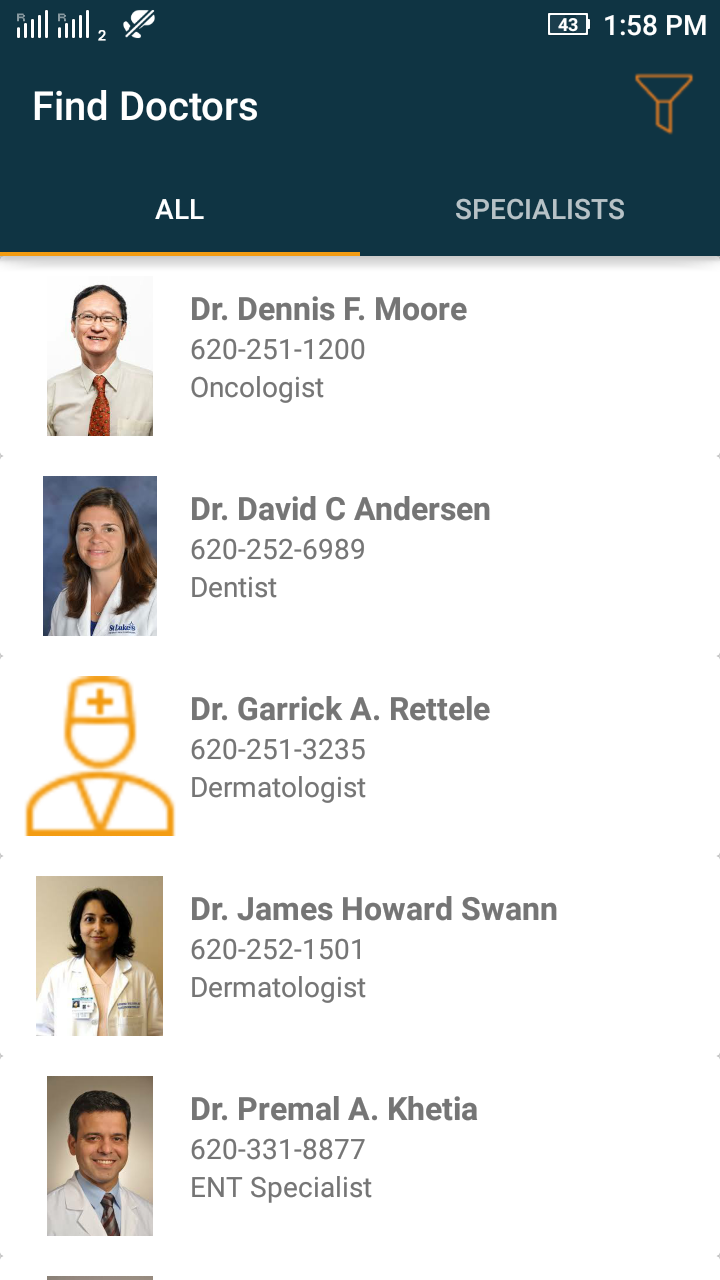 R R 2 43 1:58 PM
Find Doctors
ALL SPECIALISTS
Dr. Dennis F. Moore
620-251-1200
Oncologist
Dr. David C Andersen
620-252-6989
Dentist
StLuke's
Dr. Garrick A. Rettele
620-251-3235
Dermatologist
Dr. James Howard Swann
620-252-1501
Dermatologist
Dr. Premal A. Khetia
620-331-8877
ENT Specialist